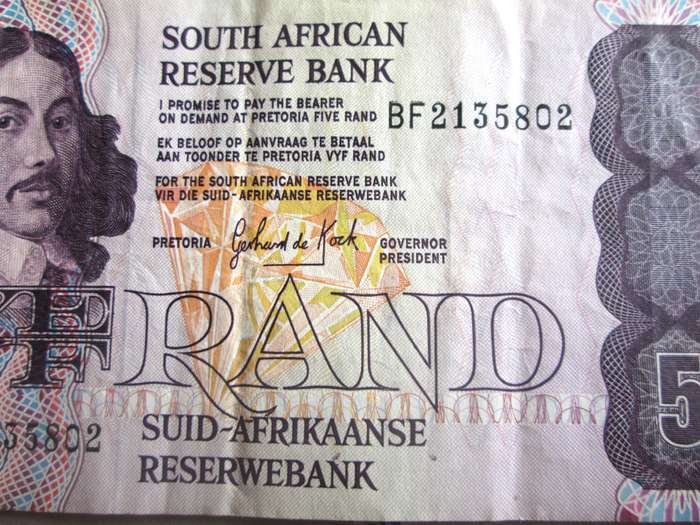 SOUTH AFRICAN
RESERVE BANK
I PROMISE TO PAY THE BEARER
ON DEMAND AT PRETORIA FIVE RAND
BF2135802
EK BELOOF OP AANVRAAG TE BETAAL
AAN TOONDER TE PRETORIA VYF RAND
FOR THE SOUTH AFRICAN RESERVE BANK
VIR DIE SUID-AFRIKAANSE RESERWEBANK
PRETORIA Gerhard de Kock GOVERNOR
PRESIDENT
RAND
5
35802
SUID-AFRIKAANSE
RESERWEBANK